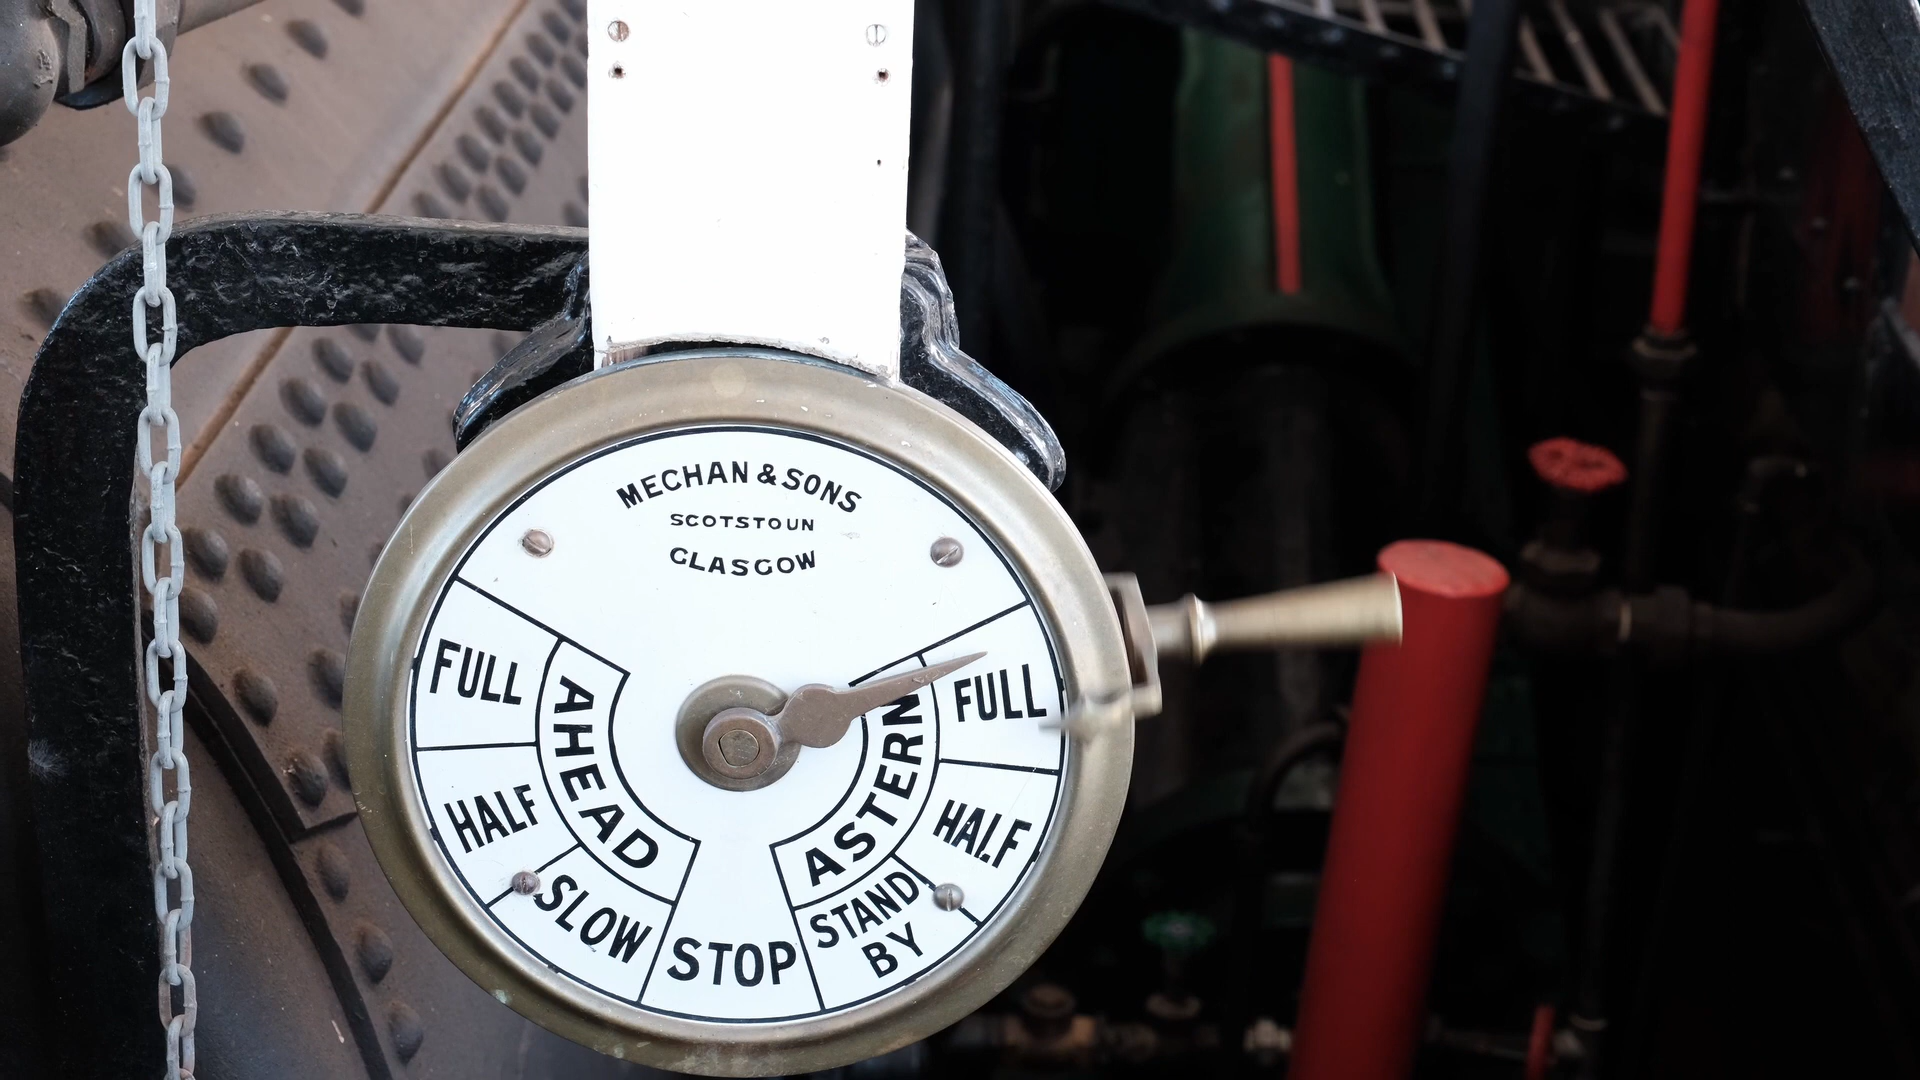 MECHAN & SONS
SCOTSTOUN
GLASGOW
FULL
HALF
SLOW
AHEAD
STOP
STAND
BY
HALF
FULL
ASTERN